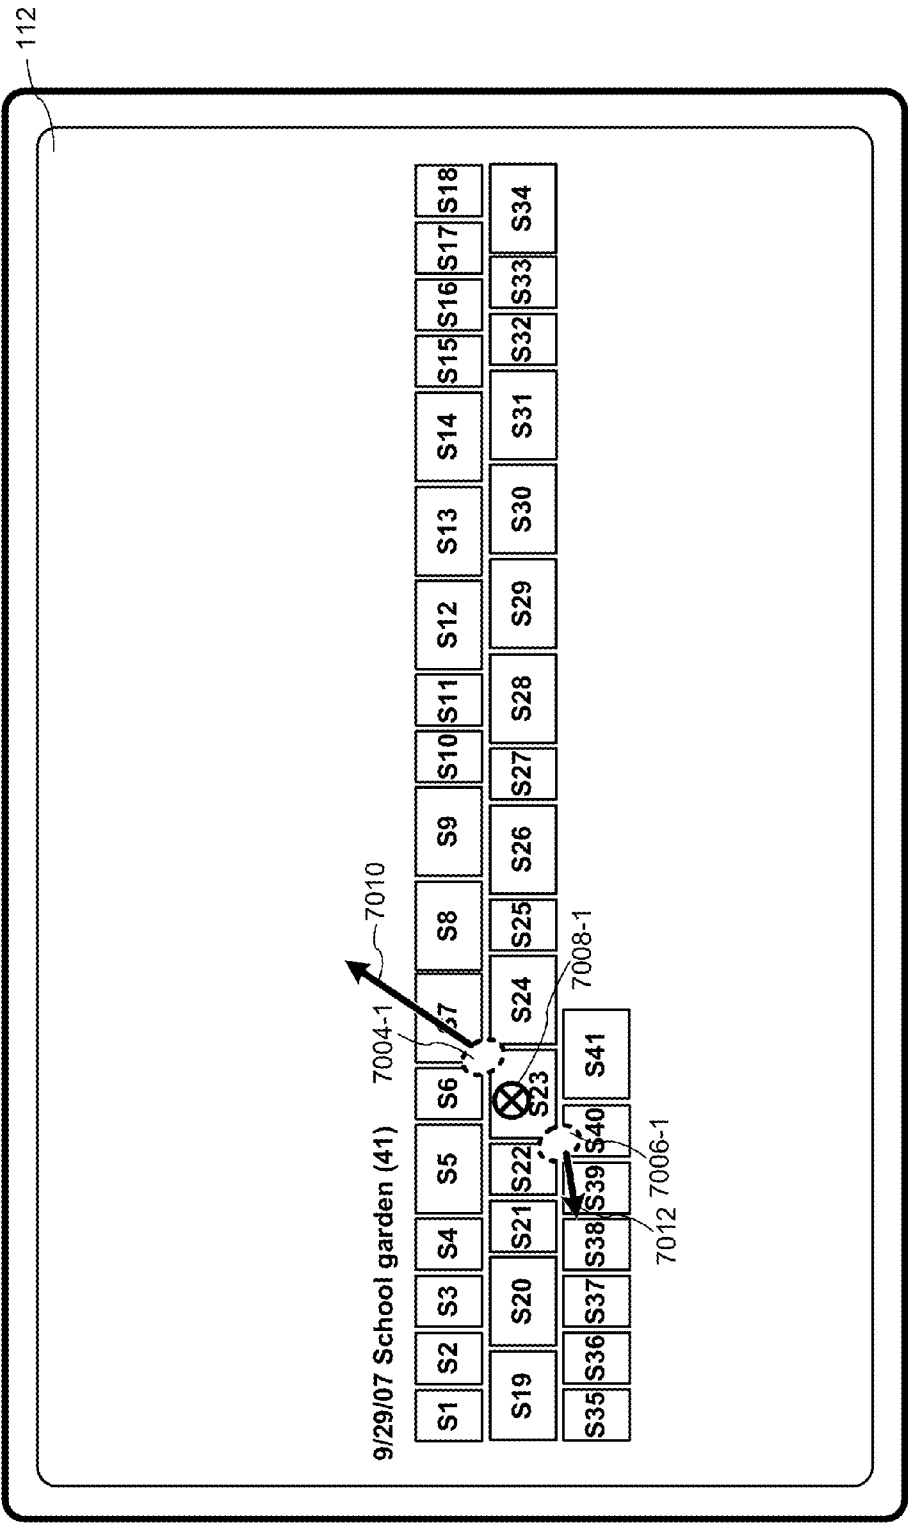 112
9/29/07 School garden (41)
7004-1
7010
S1 S2 S3 S4 S5 S6 S7 S8 S9 S10 S11 S12 S13 S14 S15 S16 S17 S18
S19 S20 S21 S22 S23 S24 S25 S26 S27 S28 S29 S30 S31 S32 S33 S34
7008-1
S35 S36 S37 S38 S39 S40 S41
7012 7006-1